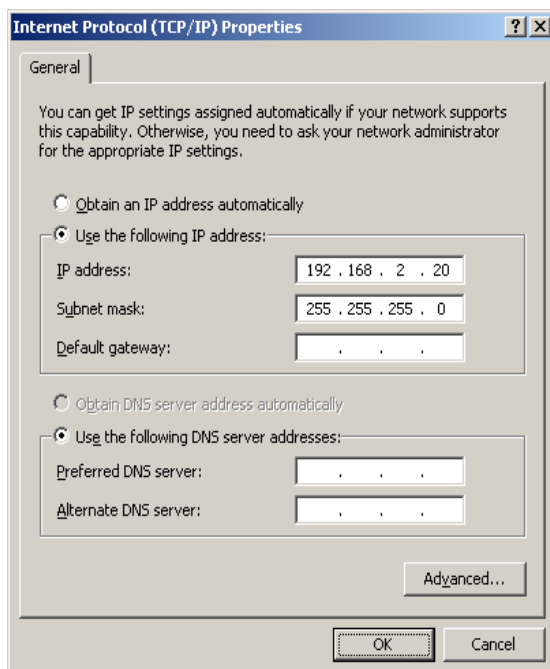 Internet Protocol (TCP/IP) Properties
General
You can get IP settings assigned automatically if your network supports
this capability. Otherwise, you need to ask your network administrator
for the appropriate IP settings.
Obtain an IP address automatically
Use the following IP address:
IP address: 192 . 168 . 2 . 20
Subnet mask: 255 . 255 . 255 . 0
Default gateway: . . .
Obtain DNS server address automatically
Use the following DNS server addresses:
Preferred DNS server: . . .
Alternate DNS server: . . .
Advanced...
OK Cancel